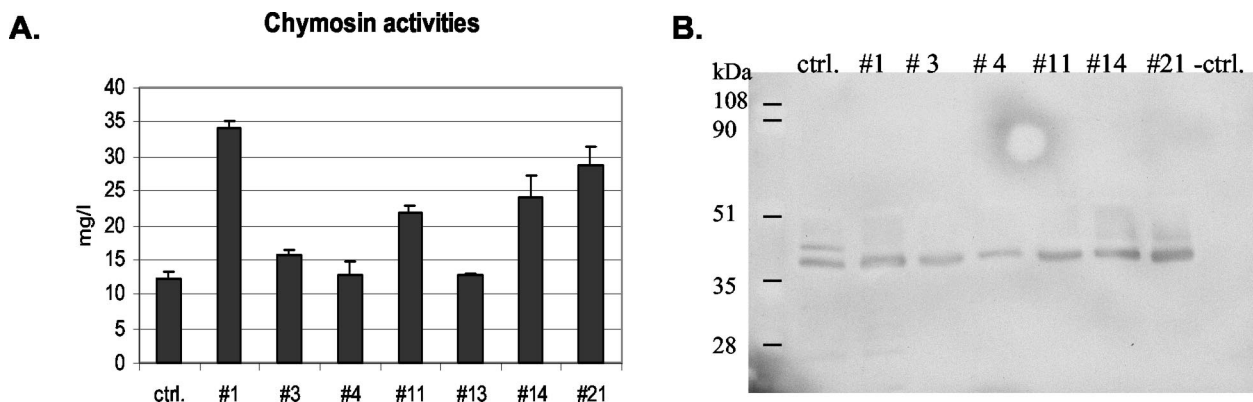 A.
Chymosin activities
mg/l
40
35
30
25
20
15
10
5
0
ctrl. #1 #3 #4 #11 #13 #14 #21
B.
ctrl. #1 # 3 # 4 #11 #14 #21 -ctrl.
kDa
108
90
51
35
28